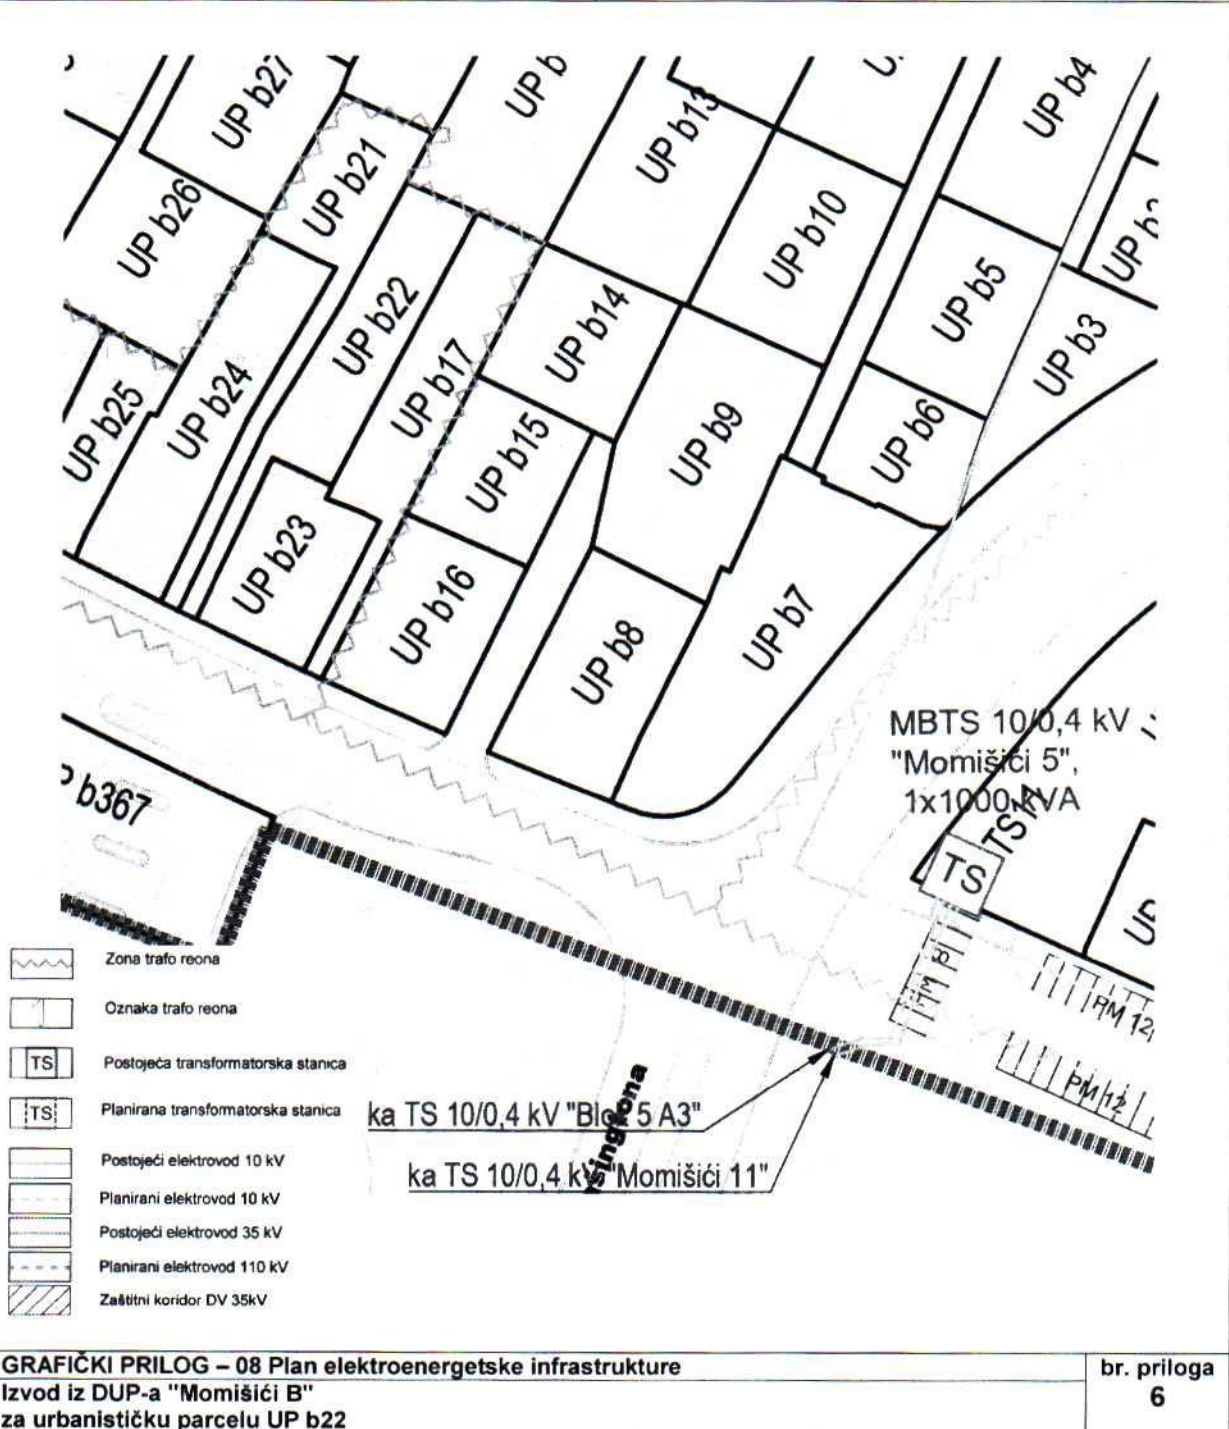 UP b27
UP b
UP b13
UP b4
UP b21
UP b26
UP b10
UP b5
UP b22
UP b14
UP b3
UP b17
UP b24
UP b25
UP b15
UP b9
UP b6
UP b23
UP b16
UP b8
UP b7
MBTS 10/0,4 kV
"Momišići 5",
1x1000 kVA
b367
TS
PM 12
PM 12
ka TS 10/0,4 kV "Blok 5 A3"
ka TS 10/0,4 kV "Momišići 11"
Zona trafo reona
Oznaka trafo reona
TS Postojeća transformatorska stanica
TS Planirana transformatorska stanica
Postojeći elektrovod 10 kV
Planirani elektrovod 10 kV
Postojeći elektrovod 35 kV
Planirani elektrovod 110 kV
Zaštitni koridor DV 35kV
GRAFIČKI PRILOG – 08 Plan elektroenergetske infrastrukture
Izvod iz DUP-a "Momišići B"
za urbanističku parcelu UP b22
br. priloga
6